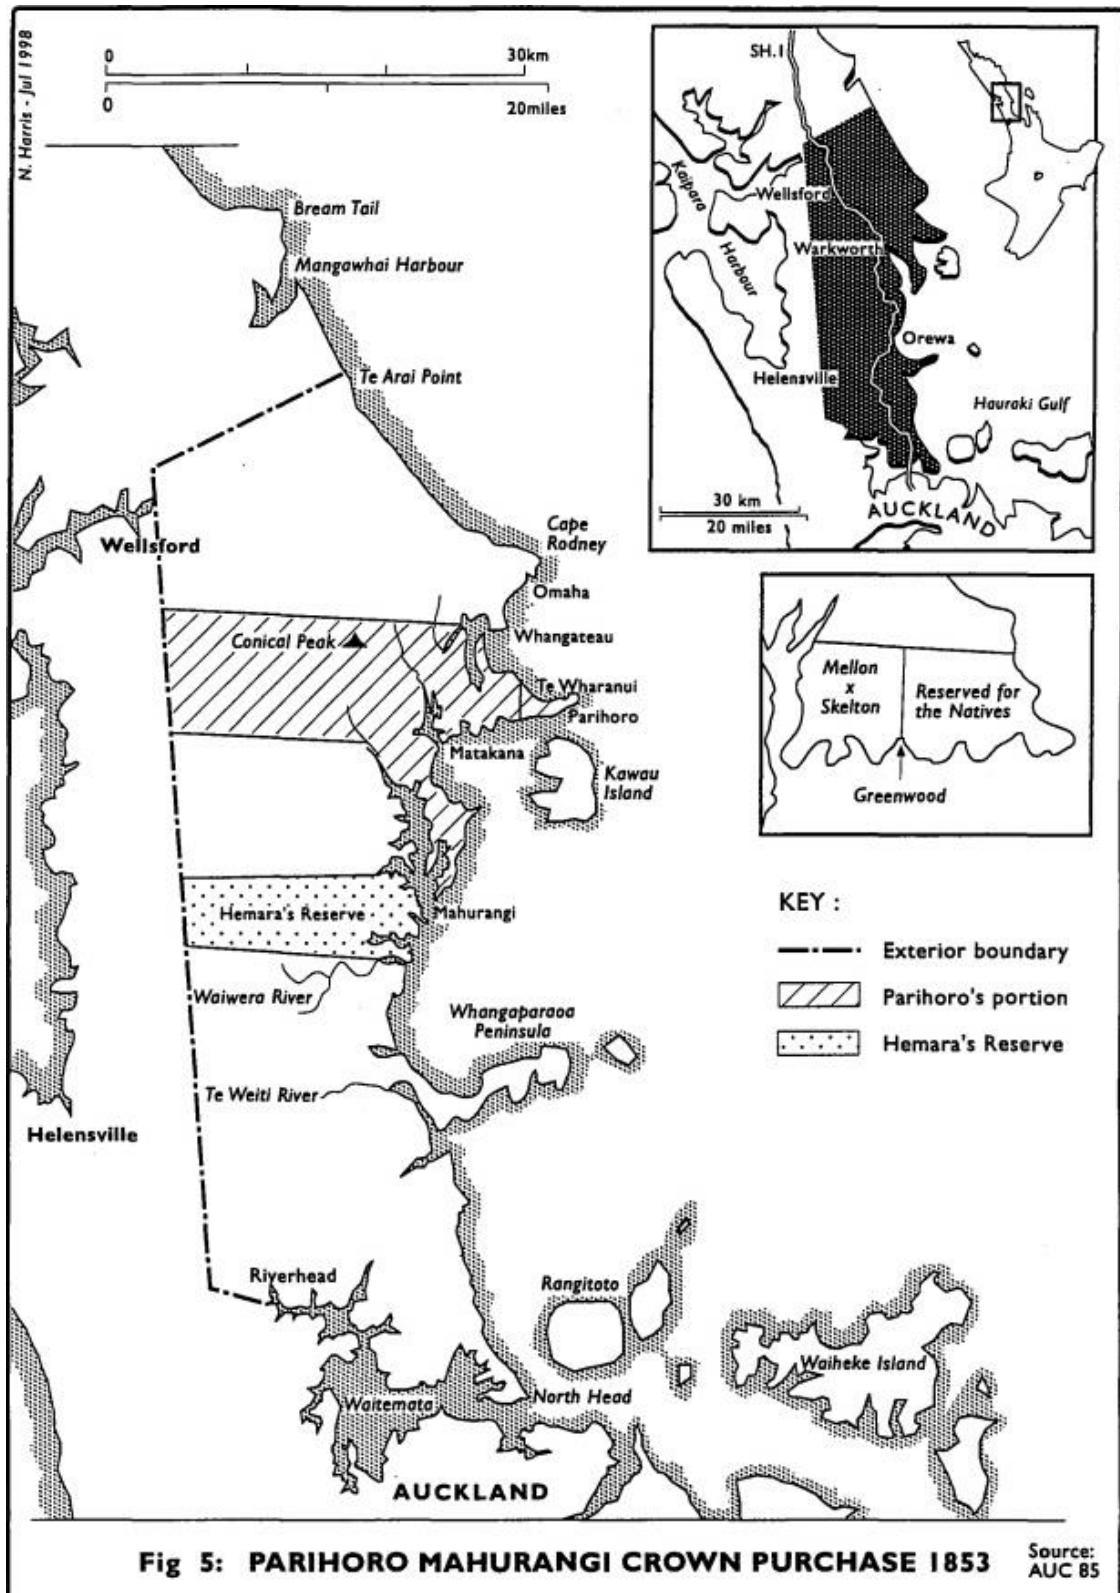 N. Harris - Jul 1998
0
30km
0
20miles
Bream Tail
Mangawhai Harbour
Te Arai Point
Wellsford
Cape
Rodney
Omaha
Conical Peak
Whangateau
Te Wharanui
Parihoro
Matakana
Kawau
Island
Hemara's Reserve
Mahurangi
Waiwera River
Whangaparaoa
Peninsula
Te Weiti River
Helensville
Riverhead
Rangitoto
Waiheke Island
Waitemata
North Head
AUCKLAND
SH.1
Kaipara
Harbour
Wellsford
Warkworth
Orewa
Helensville
Hauraki Gulf
30 km
20 miles
AUCKLAND
Mellon
x
Skelton
Reserved for
the Natives
Greenwood
KEY :
Exterior boundary
Parihoro's portion
Hemara's Reserve
Fig 5: PARIHORO MAHURANGI CROWN PURCHASE 1853
Source:
AUC 85